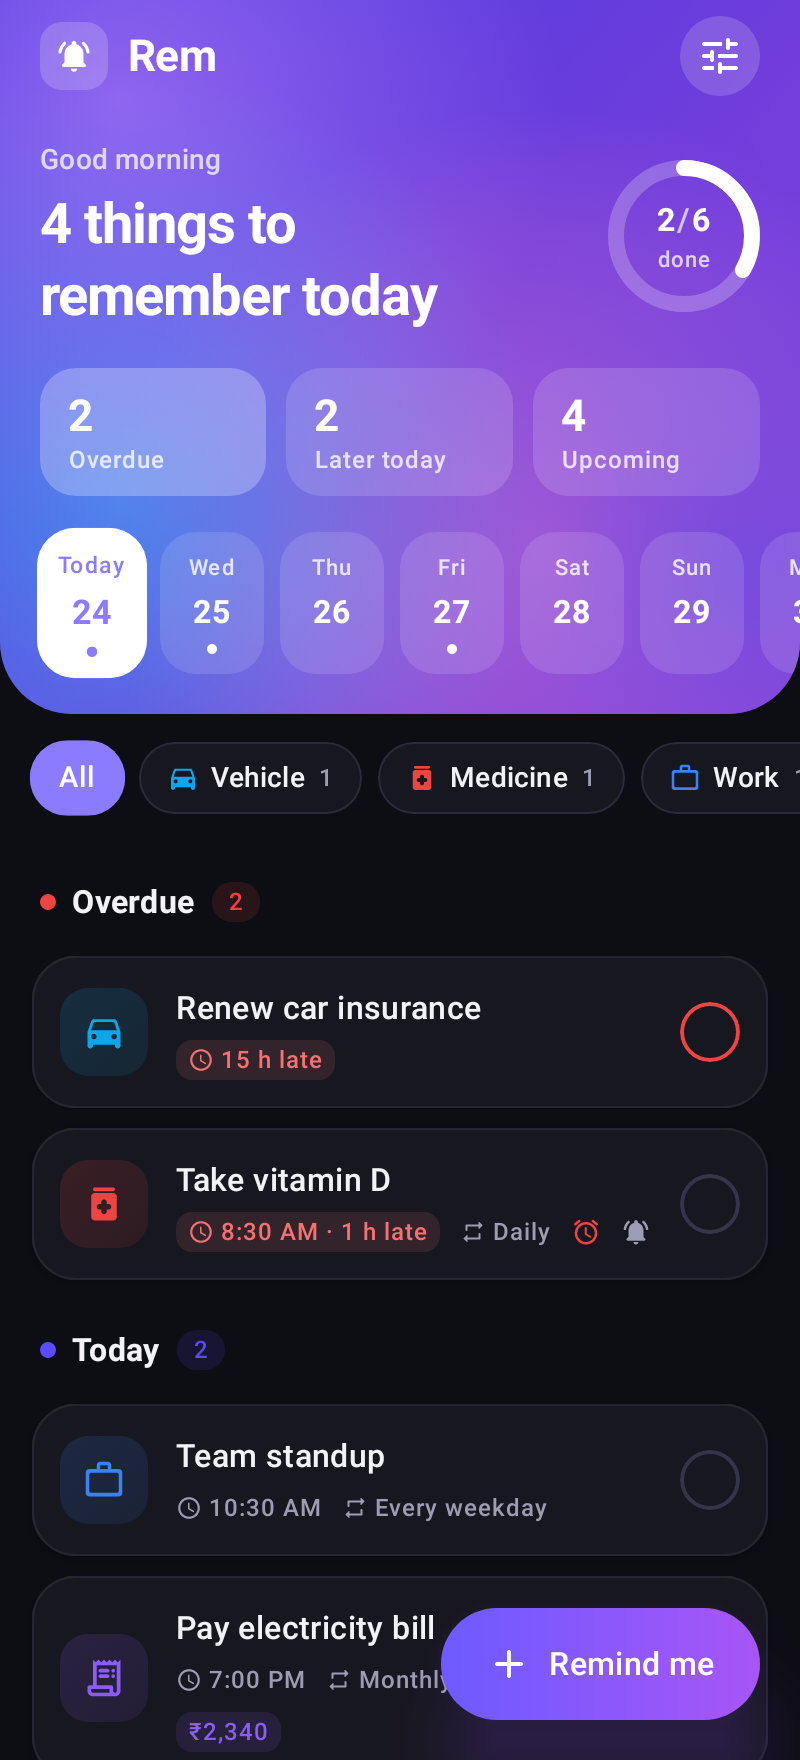 Rem
Good morning
4 things to
remember today
2/6
done
2
Overdue
2
Later today
4
Upcoming
Today
24
Wed
25
Thu
26
Fri
27
Sat
28
Sun
29
All
Vehicle 1
Medicine 1
Work
Overdue 2
Renew car insurance
15 h late
Take vitamin D
8:30 AM · 1 h late Daily
Today 2
Team standup
10:30 AM Every weekday
Pay electricity bill
7:00 PM Monthly
₹2,340
Remind me